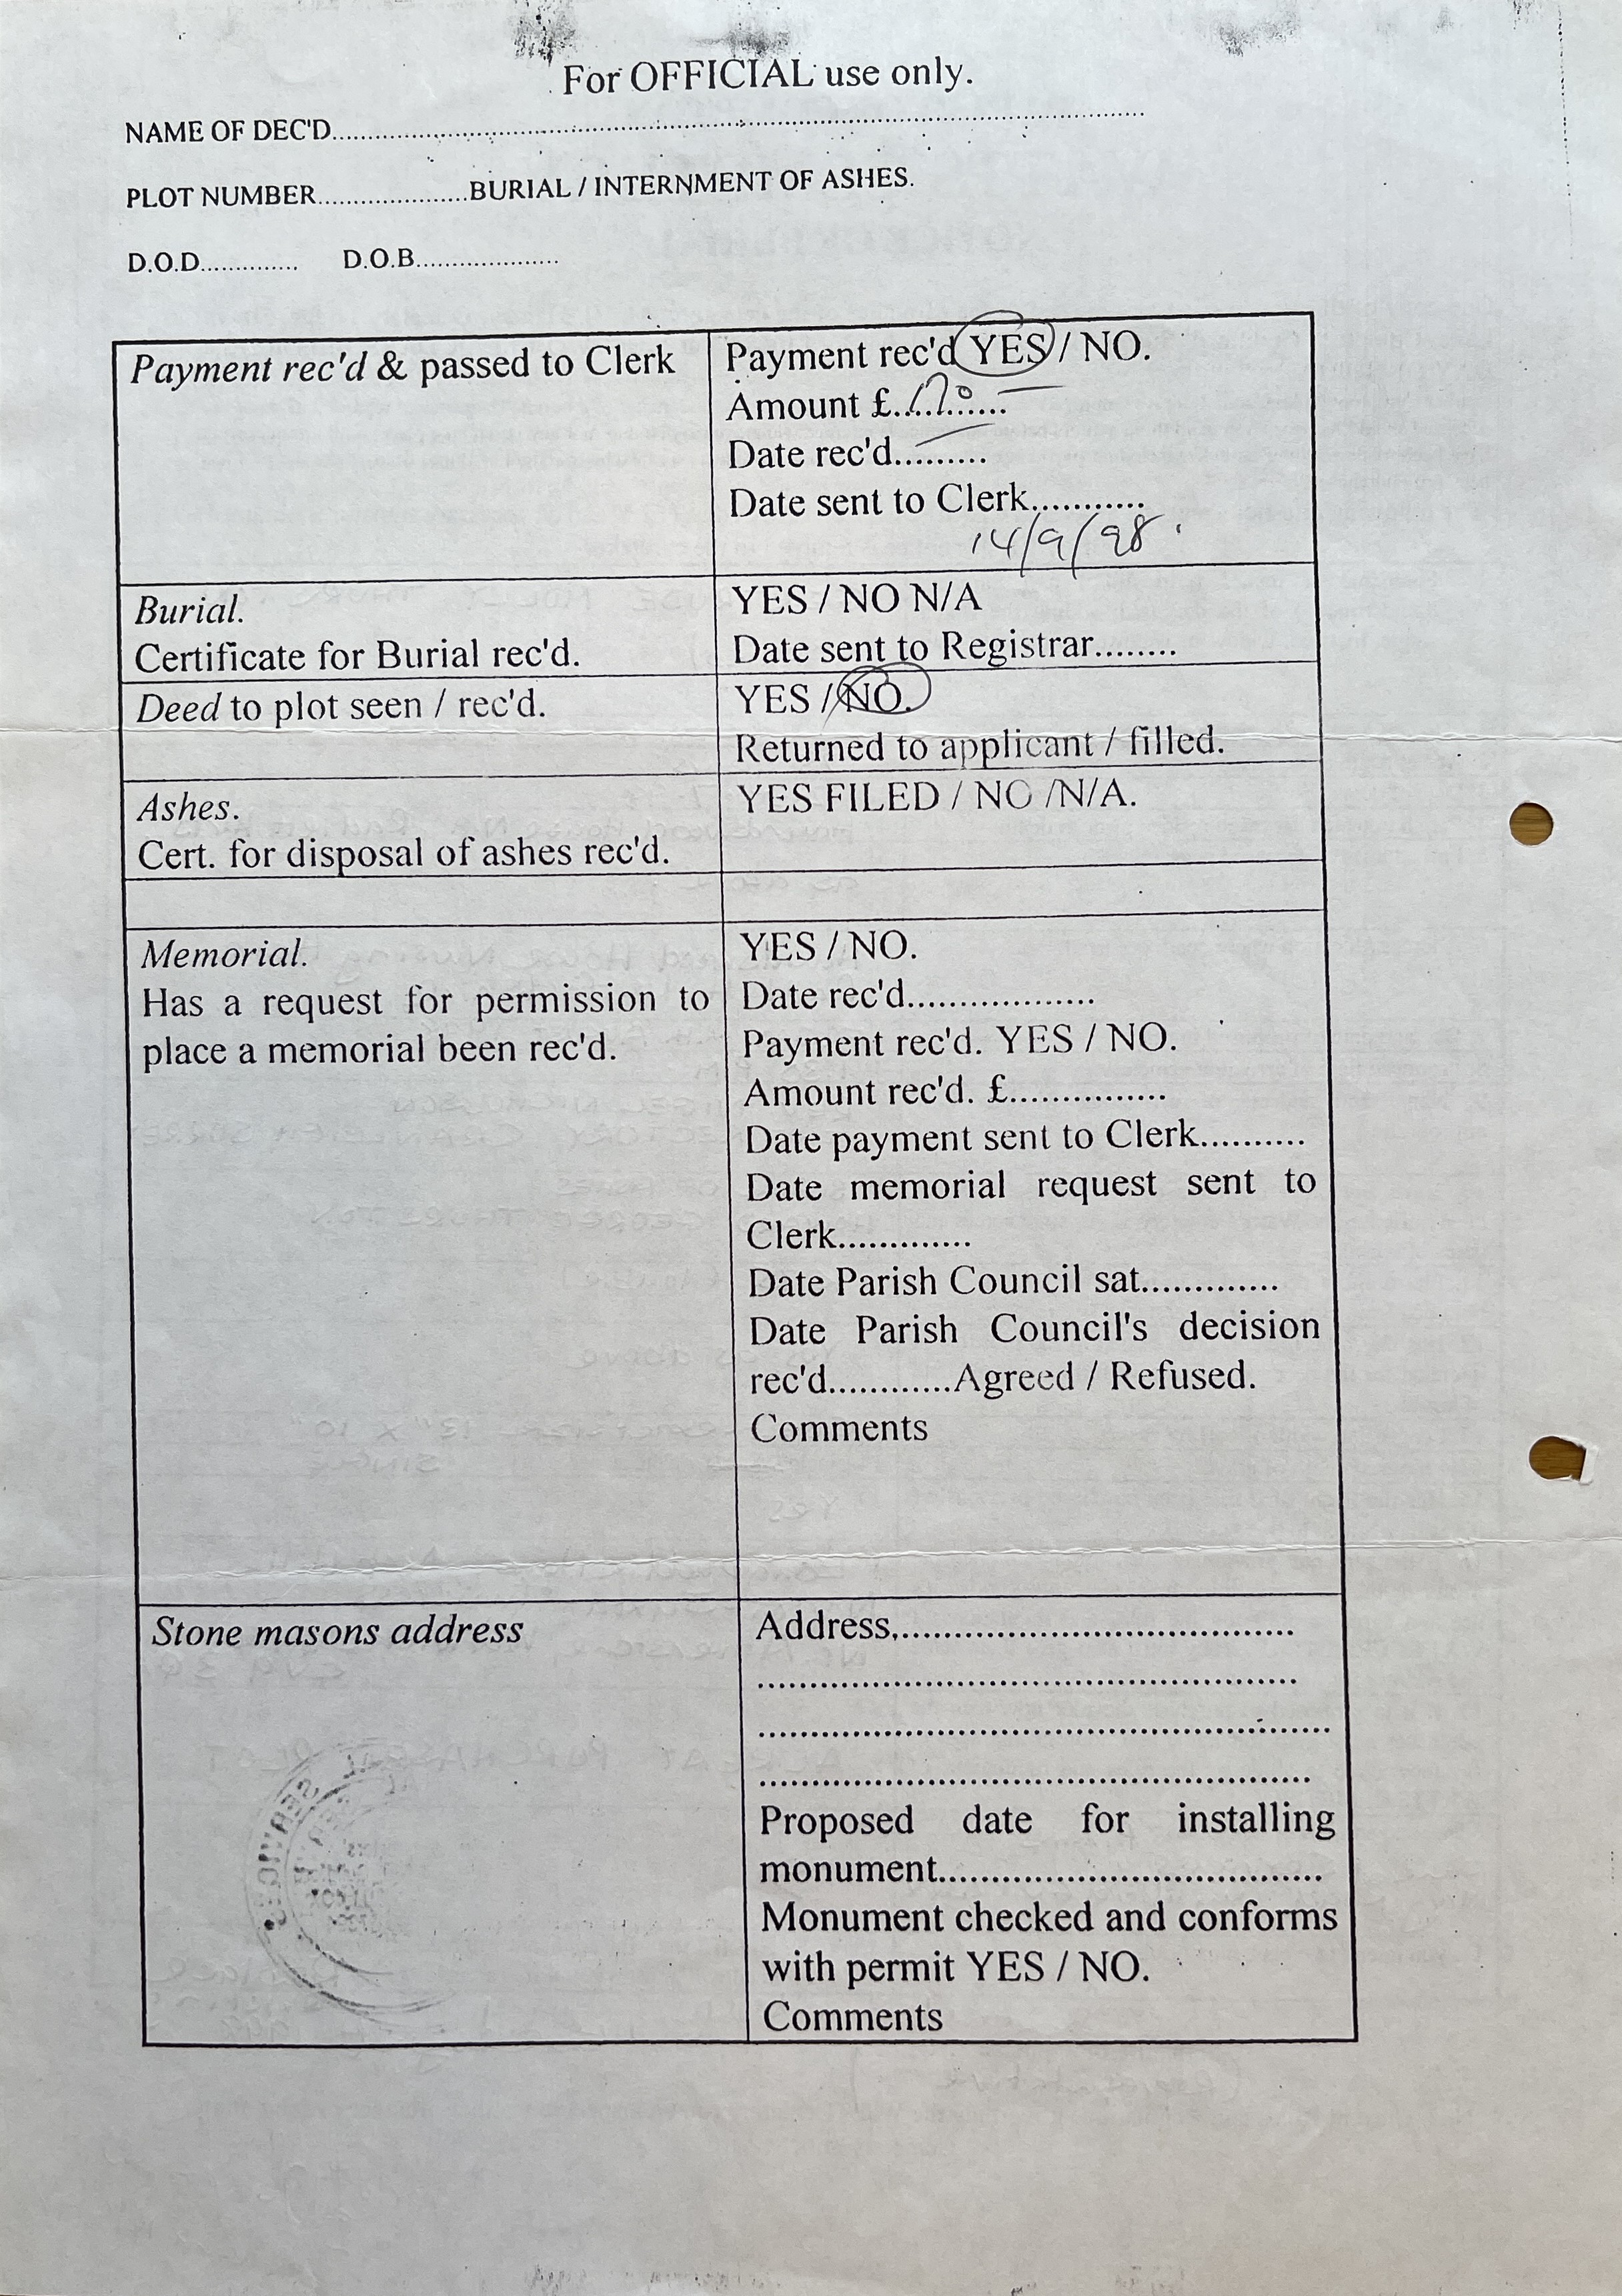 For OFFICIAL use only.
NAME OF DEC'D..........................................................
PLOT NUMBER.....................BURIAL / INTERNMENT OF ASHES.
D.O.D.............. D.O.B....................
Payment rec'd & passed to Clerk
Payment rec'd YES / NO.
Amount £.170.—
Date rec'd.........
Date sent to Clerk...........
14/9/98.
Burial.
Certificate for Burial rec'd.
YES / NO N/A
Date sent to Registrar........
Deed to plot seen / rec'd.
YES / NO.
Returned to applicant / filled.
Ashes.
Cert. for disposal of ashes rec'd.
YES FILED / NO /N/A.
Memorial.
Has a request for permission to
place a memorial been rec'd.
YES / NO.
Date rec'd...................
Payment rec'd. YES / NO.
Amount rec'd. £...............
Date payment sent to Clerk..........
Date memorial request sent to
Clerk.............
Date Parish Council sat.............
Date Parish Council's decision
rec'd............Agreed / Refused.
Comments
Stone masons address
Address......................................
....................................................
.......................................................
.....................................................
Proposed date for installing
monument.....................................
Monument checked and conforms
with permit YES / NO.
Comments